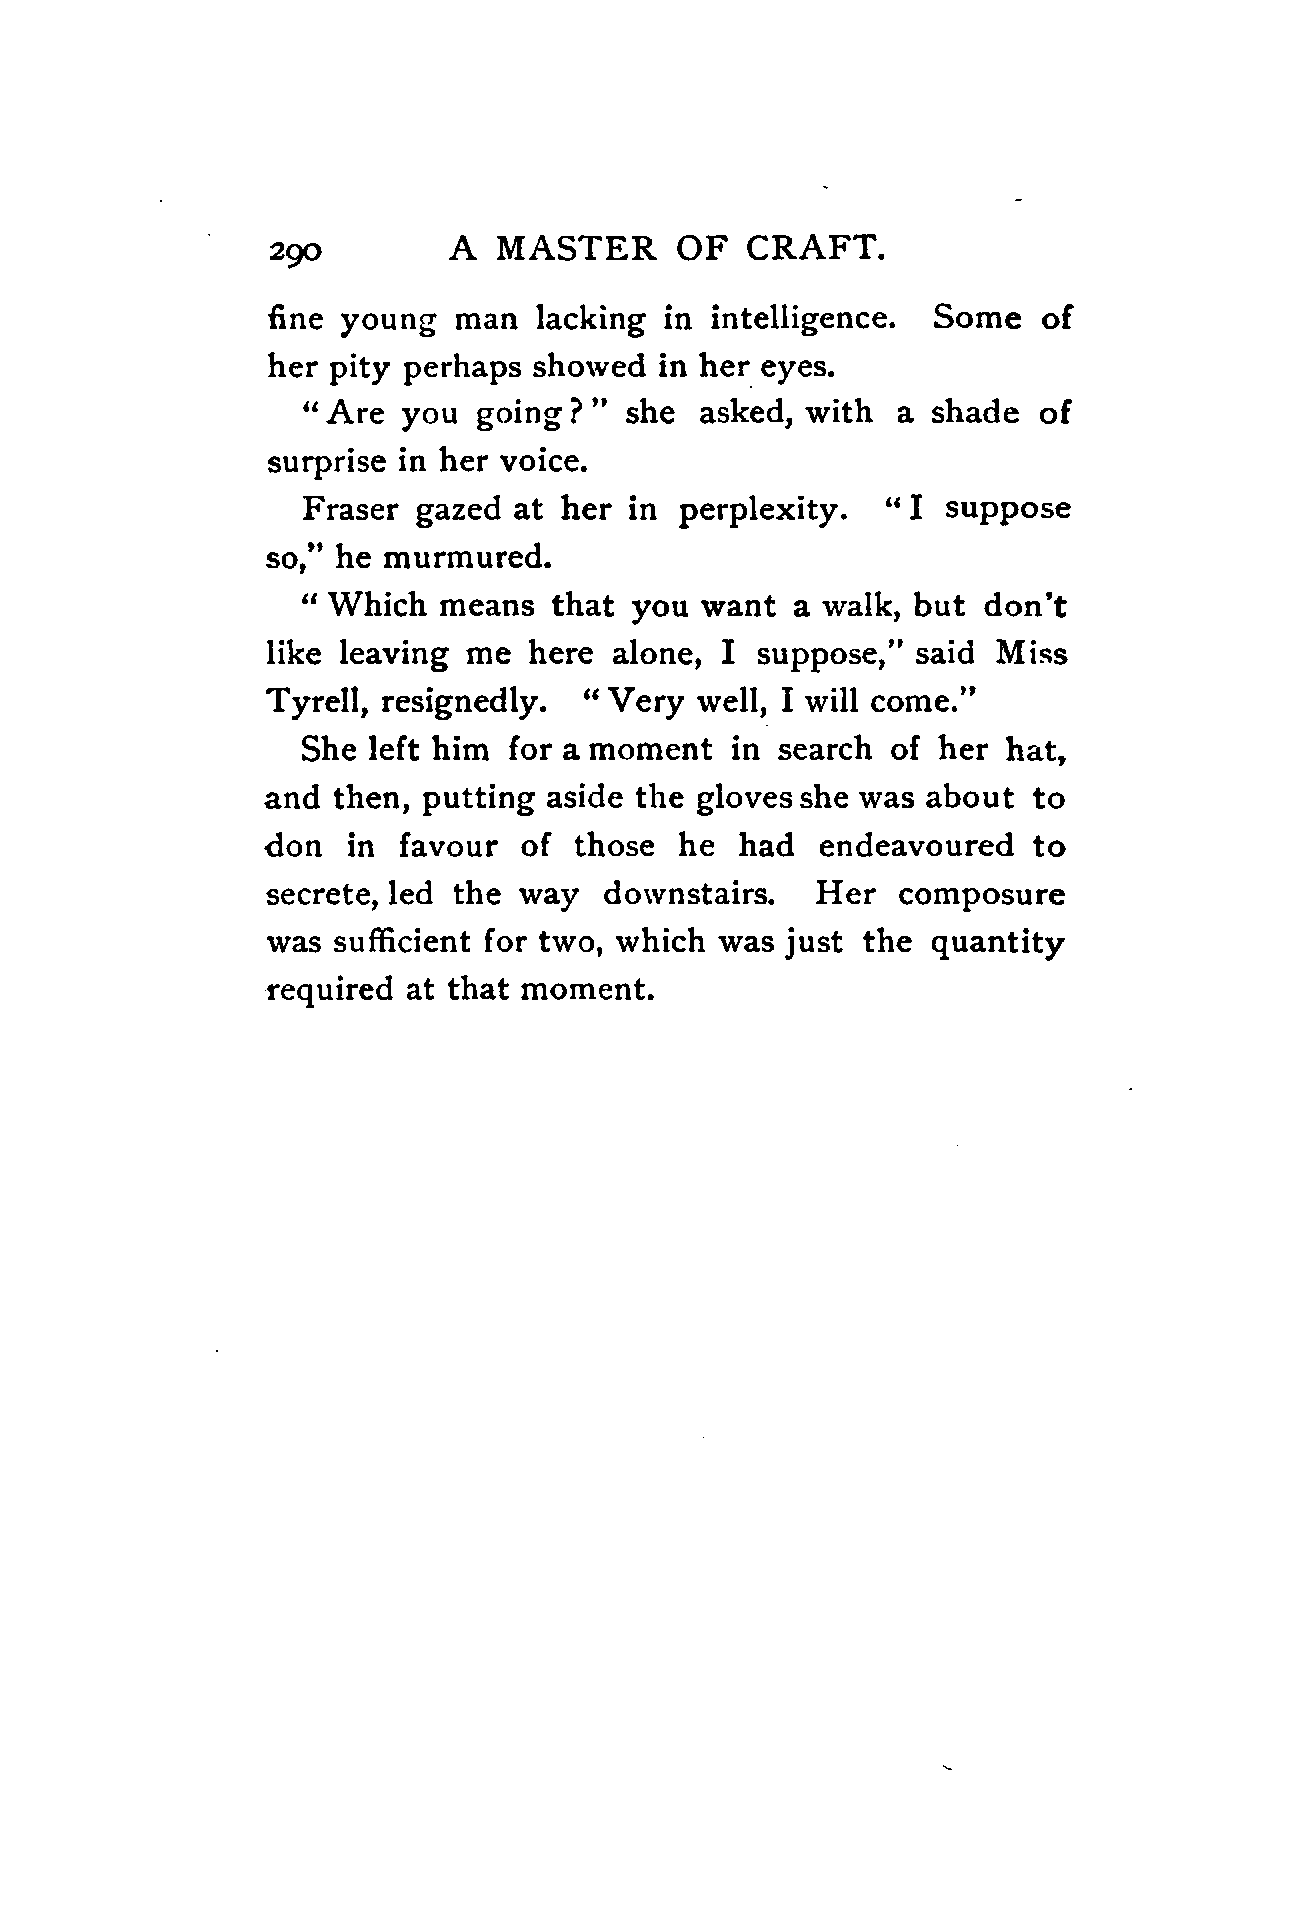 290 A MASTER OF CRAFT.
fine young man lacking in intelligence. Some of
her pity perhaps showed in her eyes.
"Are you going?" she asked, with a shade of
surprise in her voice.
Fraser gazed at her in perplexity. "I suppose
so," he murmured.
"Which means that you want a walk, but don't
like leaving me here alone, I suppose," said Miss
Tyrell, resignedly. "Very well, I will come."
She left him for a moment in search of her hat,
and then, putting aside the gloves she was about to
don in favour of those he had endeavoured to
secrete, led the way downstairs. Her composure
was sufficient for two, which was just the quantity
required at that moment.